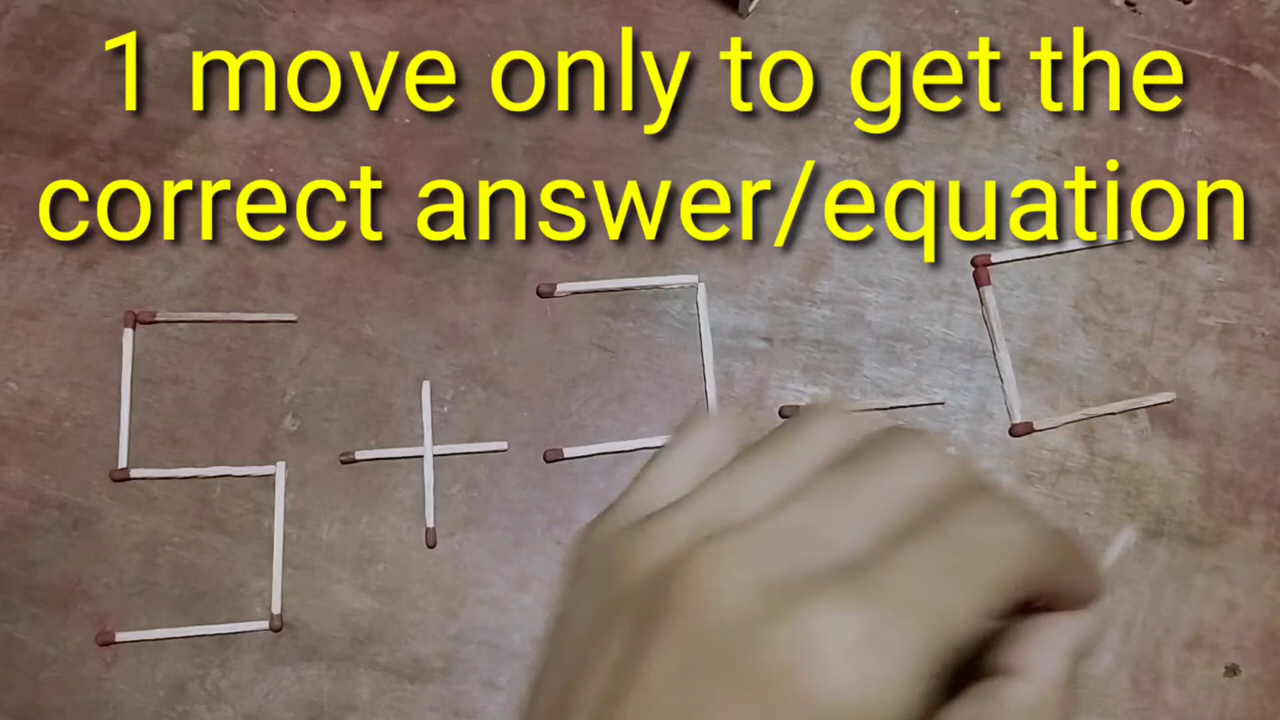 1 move only to get the
correct answer/equation